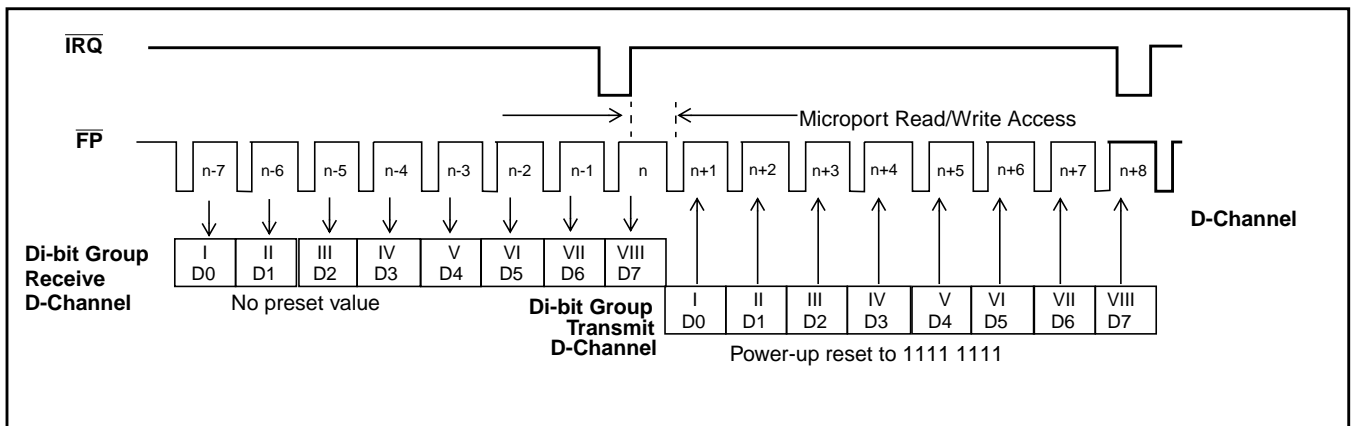 IRQ
Microport Read/Write Access
FP
n-7 n-6 n-5 n-4 n-3 n-2 n-1 n n+1 n+2 n+3 n+4 n+5 n+6 n+7 n+8
D-Channel
Di-bit Group
Receive
D-Channel
I II III IV V VI VII VIII
D0 D1 D2 D3 D4 D5 D6 D7
No preset value
Di-bit Group
Transmit
D-Channel
I II III IV V VI VII VIII
D0 D1 D2 D3 D4 D5 D6 D7
Power-up reset to 1111 1111